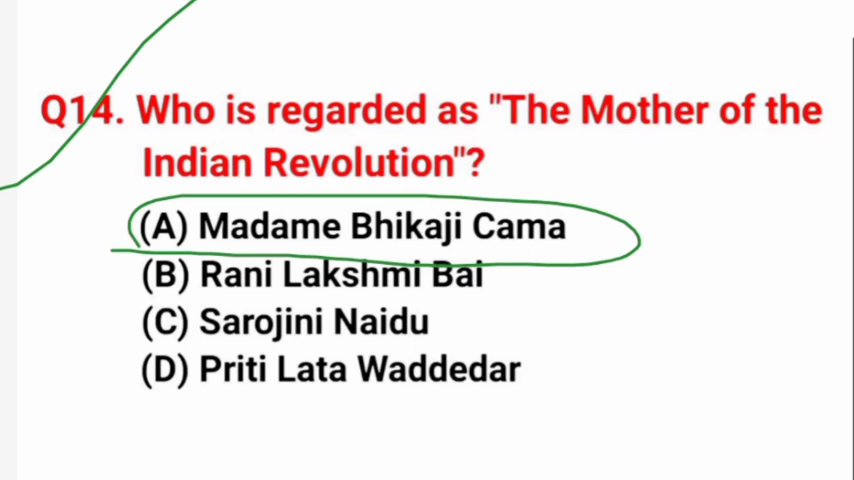 Q14. Who is regarded as "The Mother of the
Indian Revolution"?
(A) Madame Bhikaji Cama
(B) Rani Lakshmi Bai
(C) Sarojini Naidu
(D) Priti Lata Waddedar